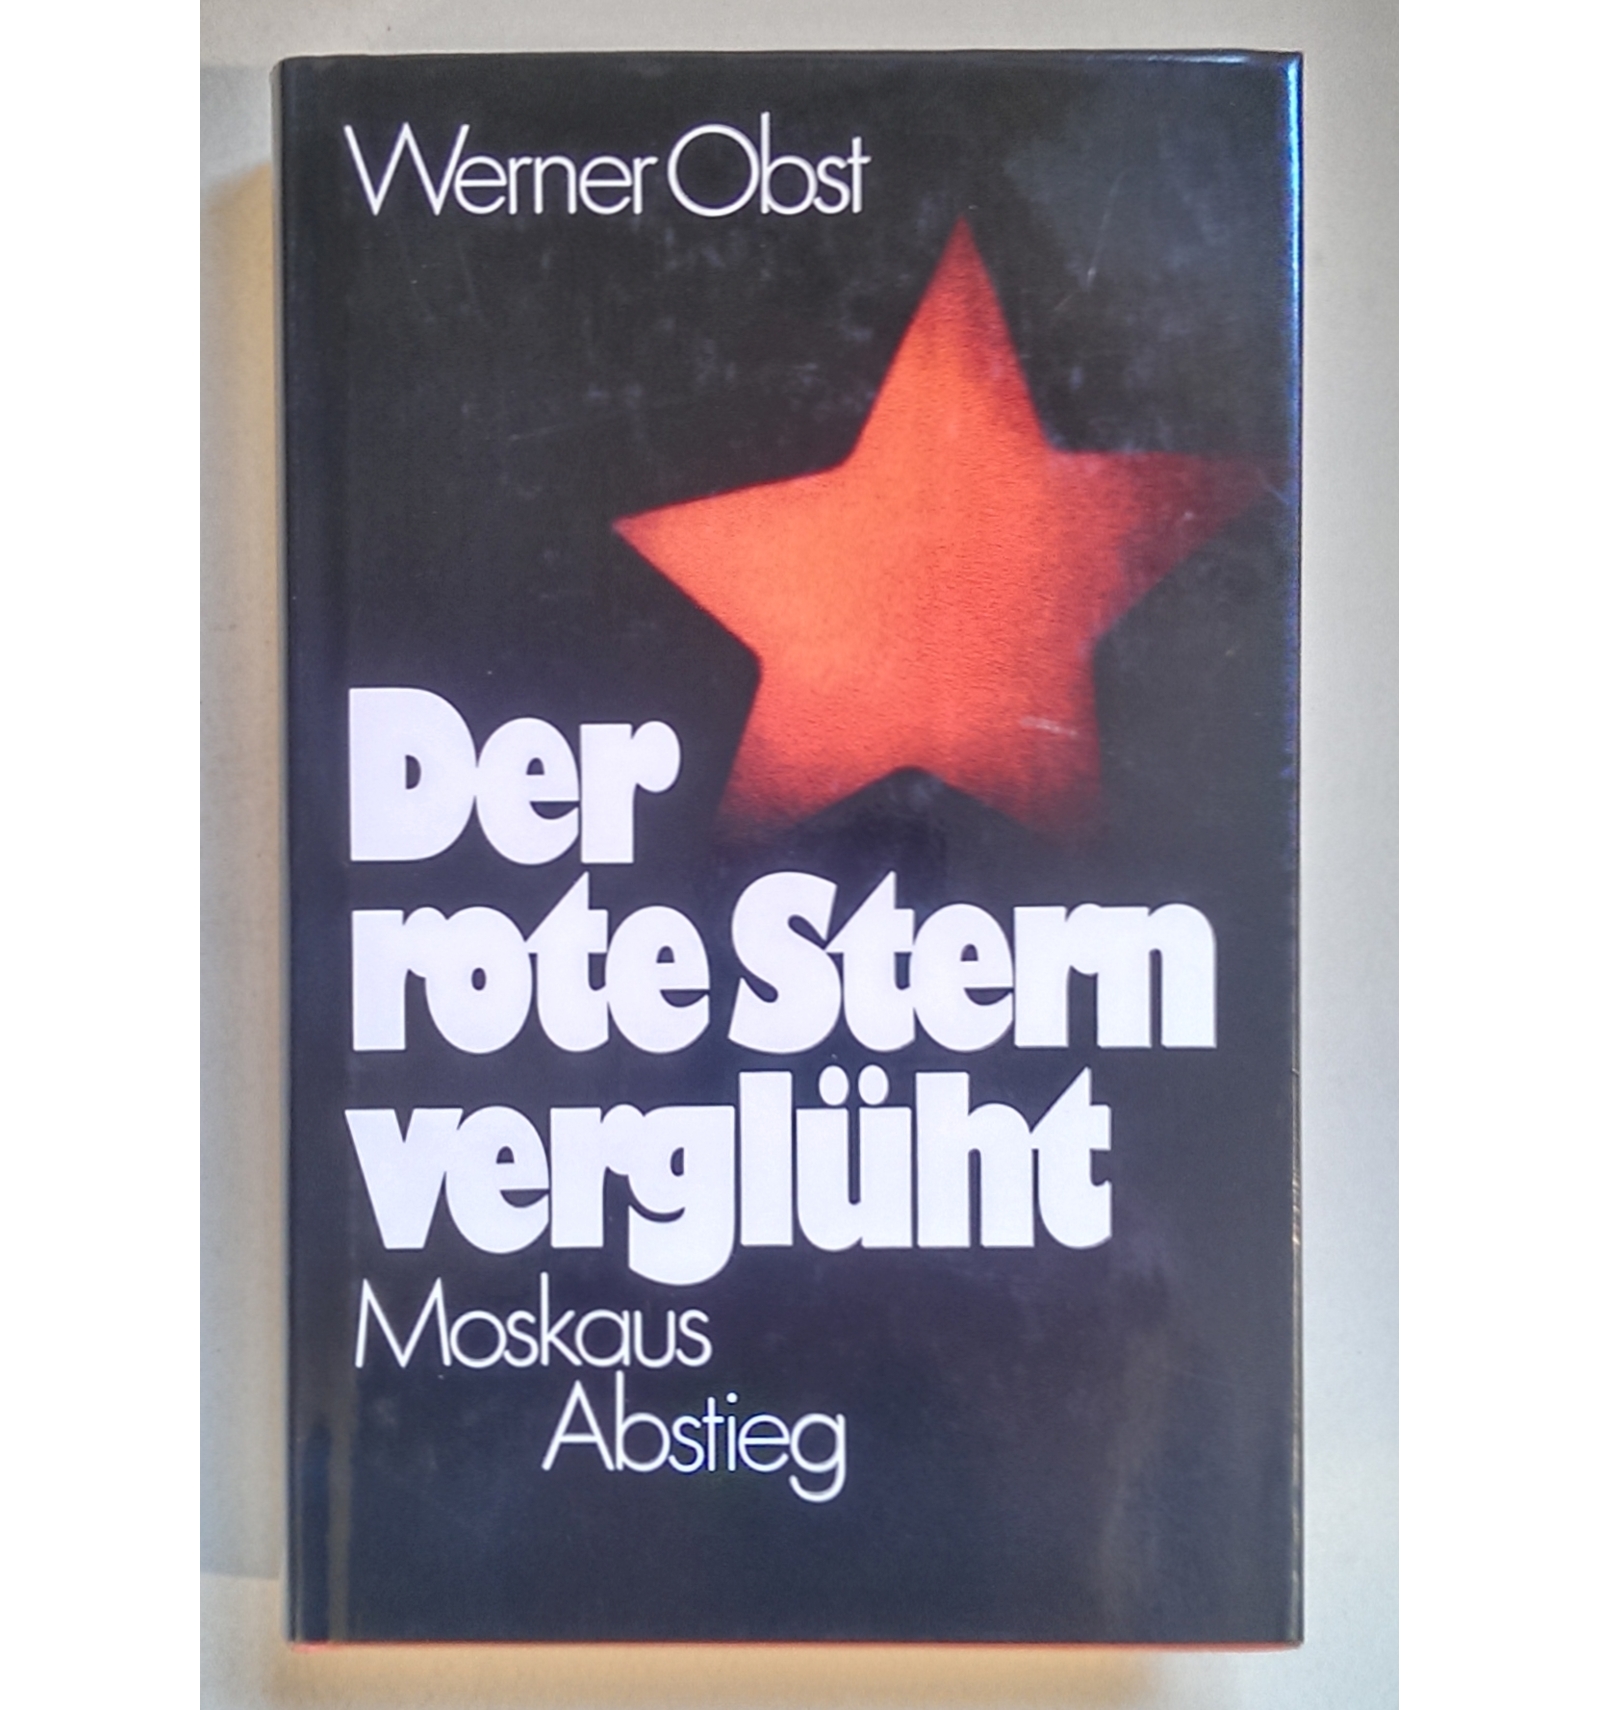 Werner Obst
Der
rote Stern
verglüht
Moskaus
Abstieg